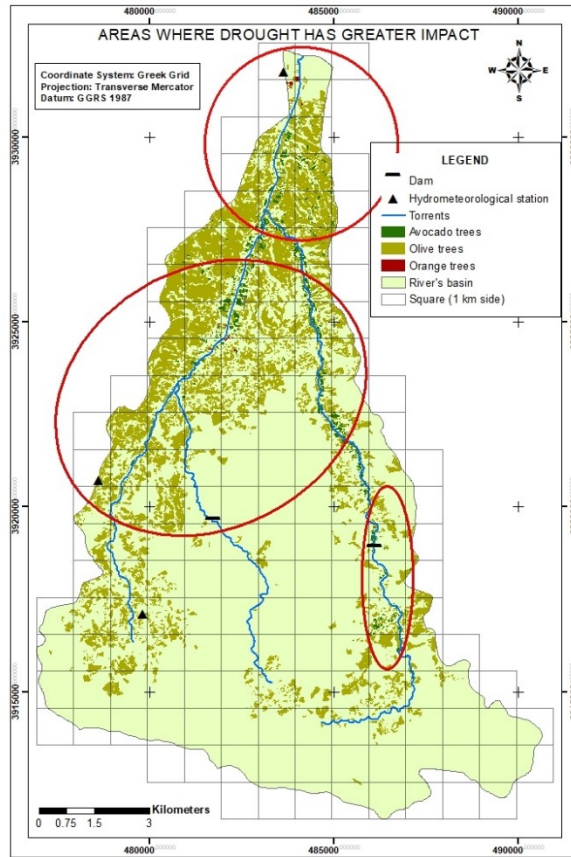 480000
485000
490000
AREAS WHERE DROUGHT HAS GREATER IMPACT
Coordinate System: Greek Grid
Projection: Transverse Mercator
Datum: GGRS 1987
N
W
E
S
3930000
LEGEND
Dam
Hydrometeorological station
Torrents
Avocado trees
Olive trees
Orange trees
River's basin
Square (1 km side)
3925000
3920000
3915000
Kilometers
0 0.75 1.5 3
480000
485000
490000